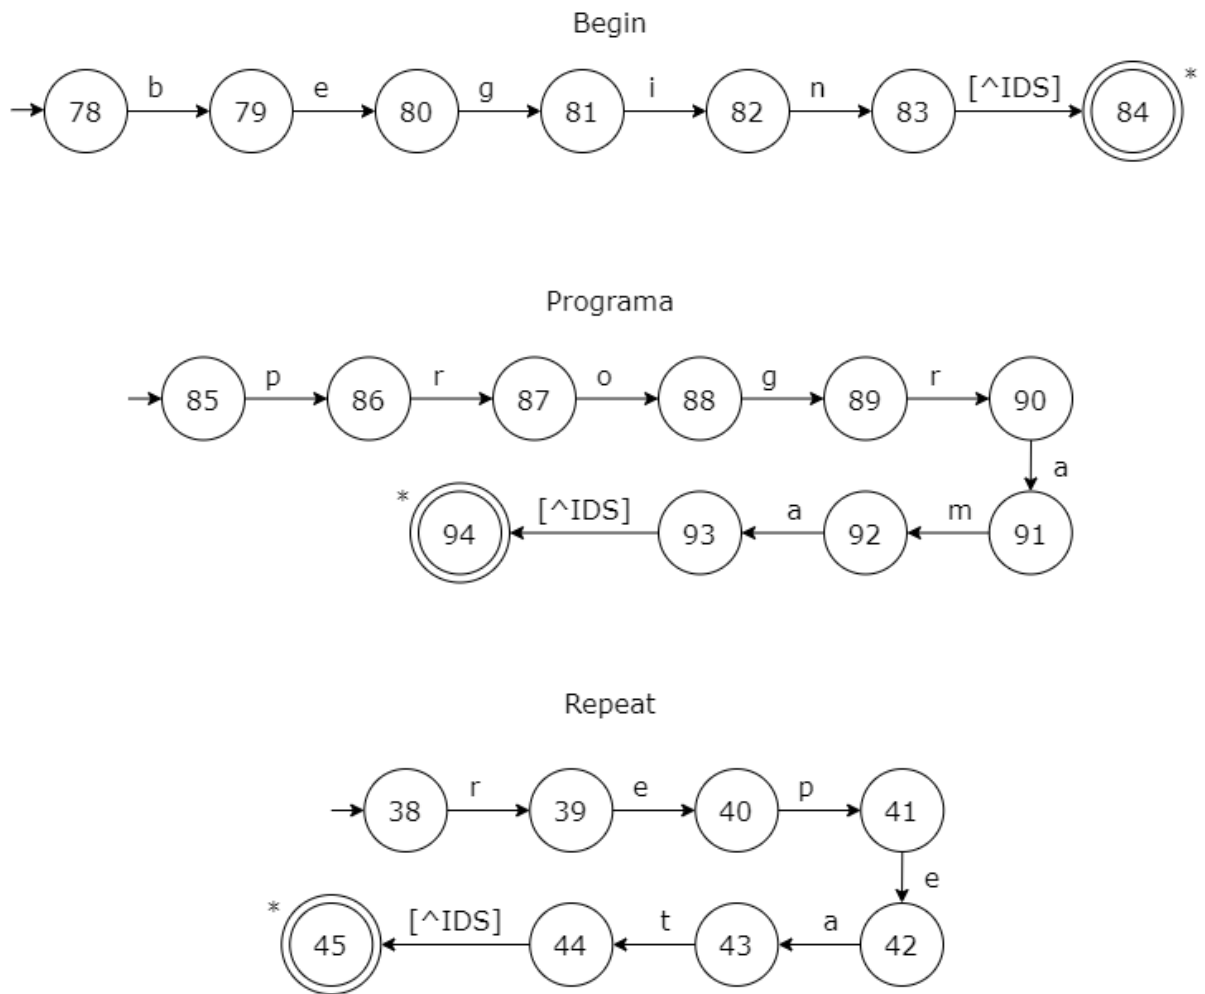 Begin
b e g i n [^IDS] *
78 79 80 81 82 83 84
Programa
p r o g r
85 86 87 88 89 90
a
* [^IDS] a m
94 93 92 91
Repeat
r e p
38 39 40 41
e
* [^IDS] t a
45 44 43 42